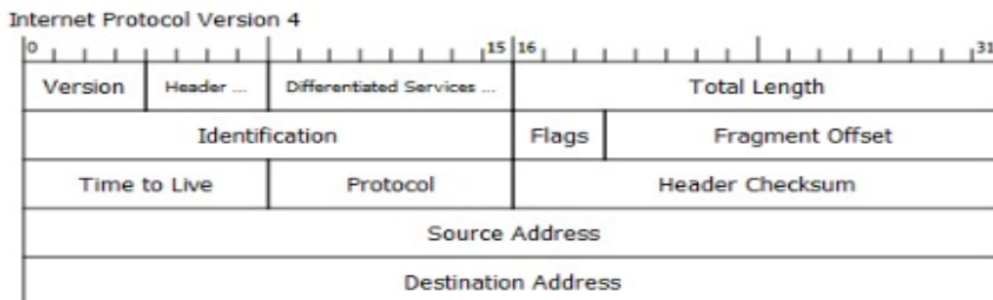 Internet Protocol Version 4
0 15 16 31
Version Header ... Differentiated Services ... Total Length
Identification Flags Fragment Offset
Time to Live Protocol Header Checksum
Source Address
Destination Address